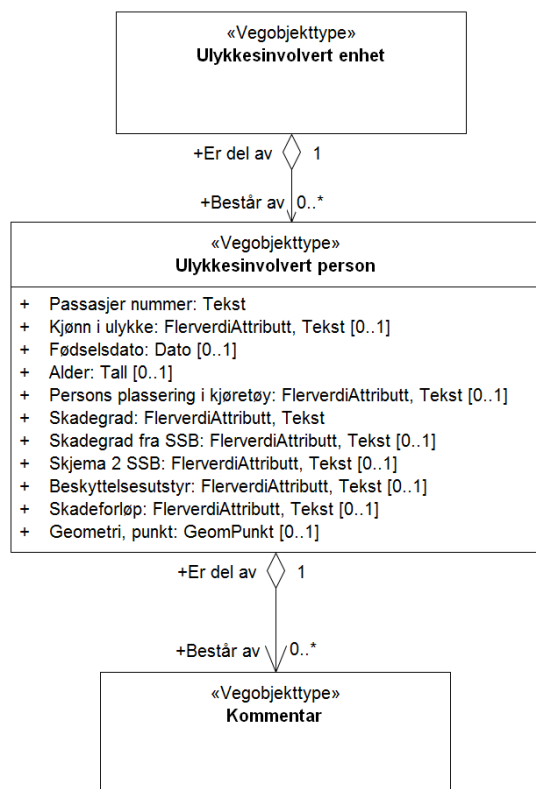 «Vegobjekttype»
Ulykkesinvolvert enhet
+Er del av 1
+Består av 0..*
«Vegobjekttype»
Ulykkesinvolvert person
+ Passasjer nummer: Tekst
+ Kjønn i ulykke: FlerverdiAttributt, Tekst [0..1]
+ Fødselsdato: Dato [0..1]
+ Alder: Tall [0..1]
+ Persons plassering i kjøretøy: FlerverdiAttributt, Tekst [0..1]
+ Skadegrad: FlerverdiAttributt, Tekst
+ Skadegrad fra SSB: FlerverdiAttributt, Tekst [0..1]
+ Skjema 2 SSB: FlerverdiAttributt, Tekst [0..1]
+ Beskyttelsesutstyr: FlerverdiAttributt, Tekst [0..1]
+ Skadeforløp: FlerverdiAttributt, Tekst [0..1]
+ Geometri, punkt: GeomPunkt [0..1]
+Er del av 1
+Består av 0..*
«Vegobjekttype»
Kommentar